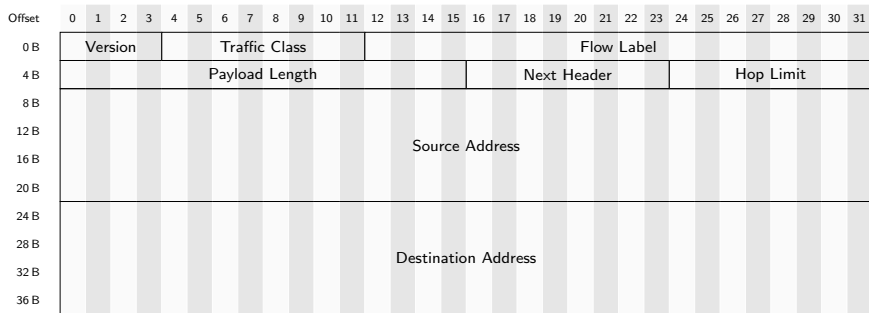 Offset 0 1 2 3 4 5 6 7 8 9 10 11 12 13 14 15 16 17 18 19 20 21 22 23 24 25 26 27 28 29 30 31
0 B Version Traffic Class Flow Label
4 B Payload Length Next Header Hop Limit
8 B
12 B
Source Address
16 B
20 B
24 B
28 B
Destination Address
32 B
36 B